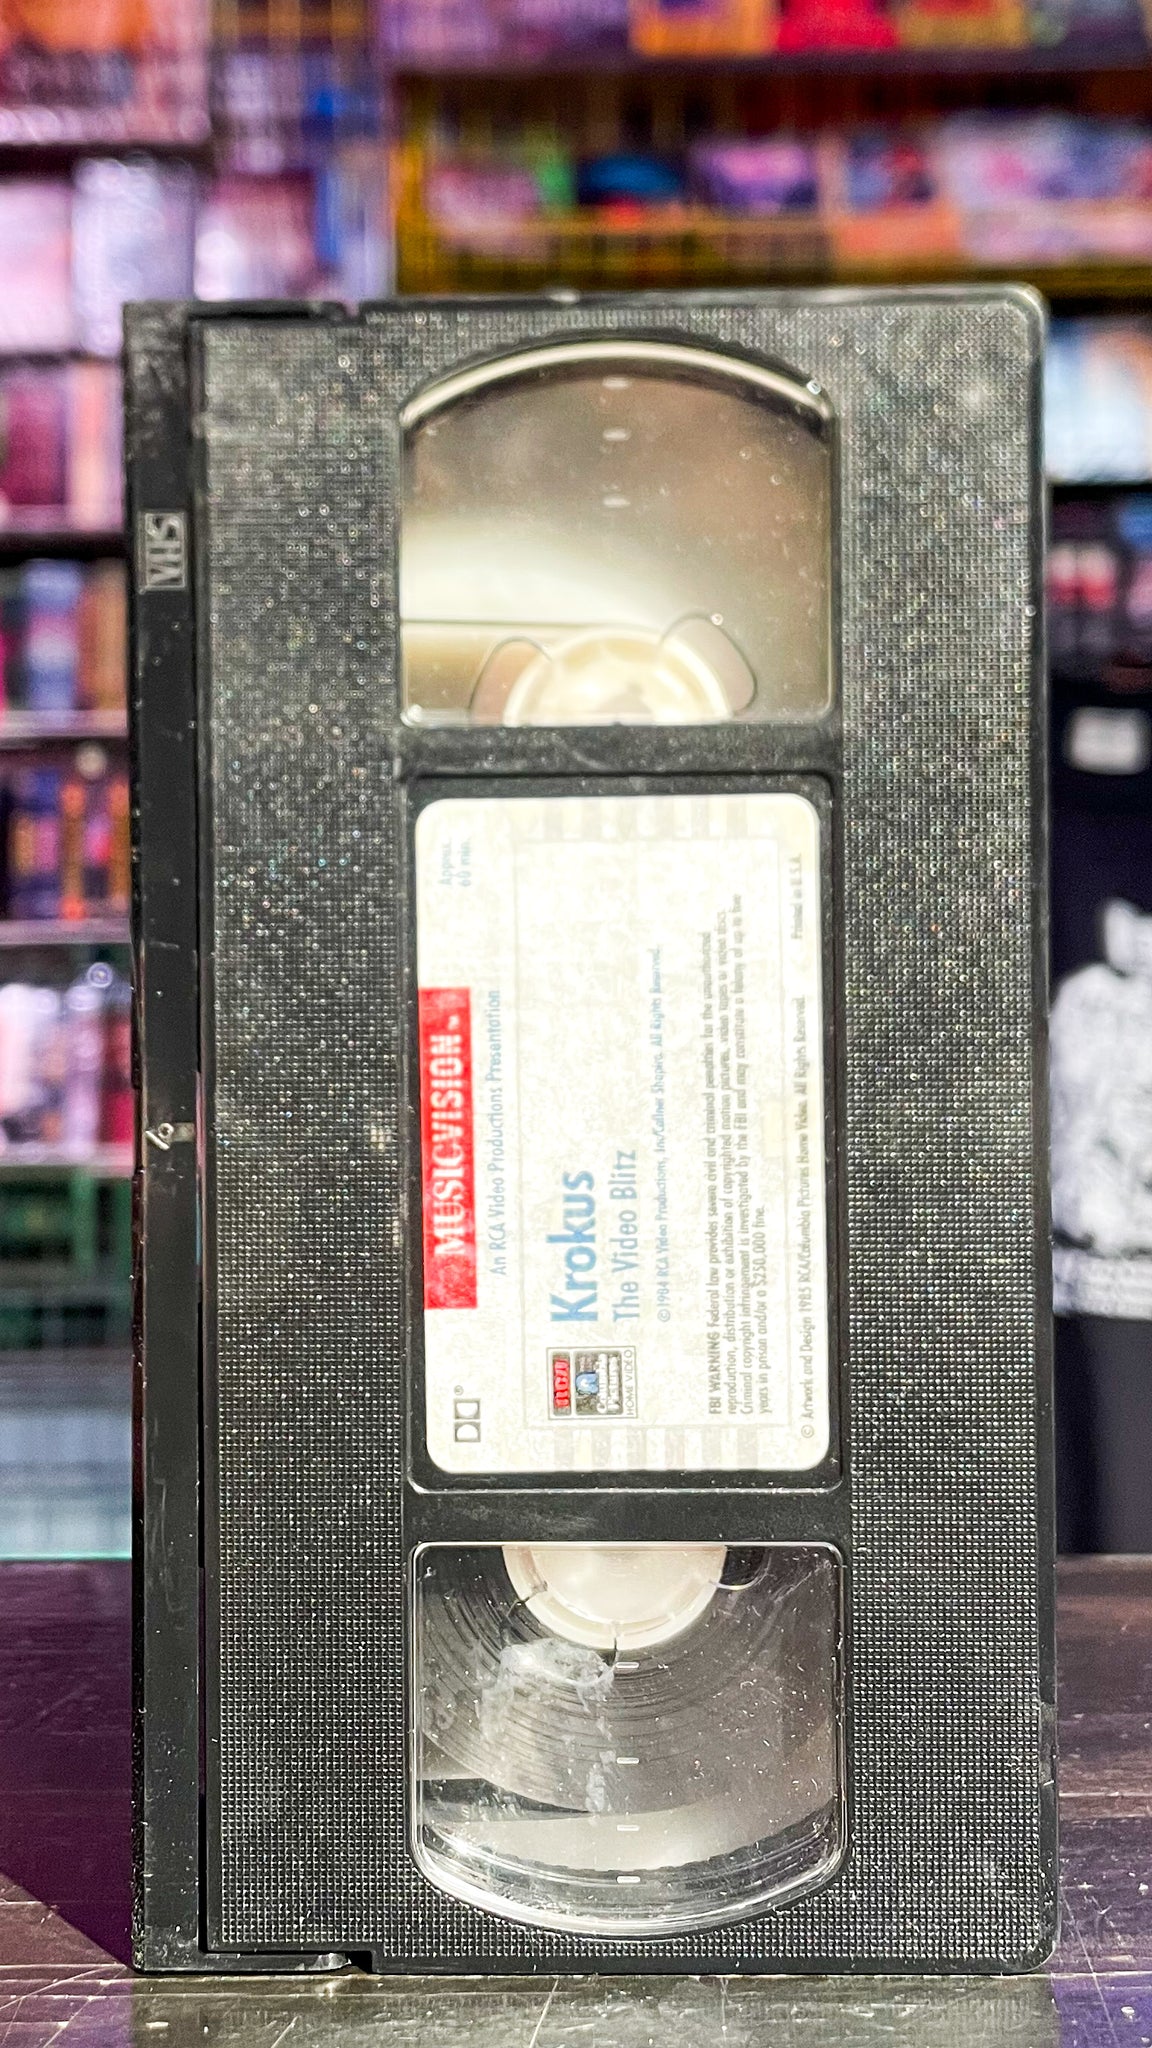 VHS
Approx.
60 min.
MUSICVISION
An RCA Video Productions Presentation
Krokus
The Video Blitz
©1984 RCA Video Productions, Inc/Callner Shapiro. All Rights Reserved.
RCA
Columbia
Pictures
HOME VIDEO
FBI WARNING Federal law provides severe civil and criminal penalties for the unauthorized
reproduction, distribution or exhibition of copyrighted motion pictures, video tapes or video discs.
Criminal copyright infringement is investigated by the FBI and may constitute a felony of up to five
years in prison and/or a $250,000 fine.
© Artwork and Design 1985 RCA/Columbia Pictures Home Video. All Rights Reserved. Printed in U.S.A.